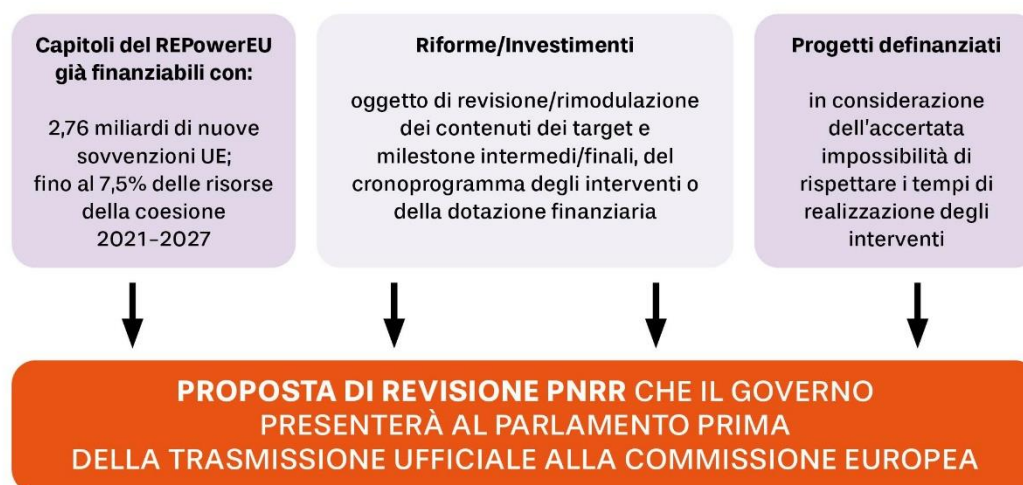 Capitoli del REPowerEU
già finanziabili con:
2,76 miliardi di nuove
sovvenzioni UE;
fino al 7,5% delle risorse
della coesione
2021-2027
Riforme/Investimenti
oggetto di revisione/rimodulazione
dei contenuti dei target e
milestone intermedi/finali, del
cronoprogramma degli interventi o
della dotazione finanziaria
Progetti definanziati
in considerazione
dell'accertata
impossibilità di
rispettare i tempi di
realizzazione degli
interventi
PROPOSTA DI REVISIONE PNRR CHE IL GOVERNO
PRESENTERÀ AL PARLAMENTO PRIMA
DELLA TRASMISSIONE UFFICIALE ALLA COMMISSIONE EUROPEA